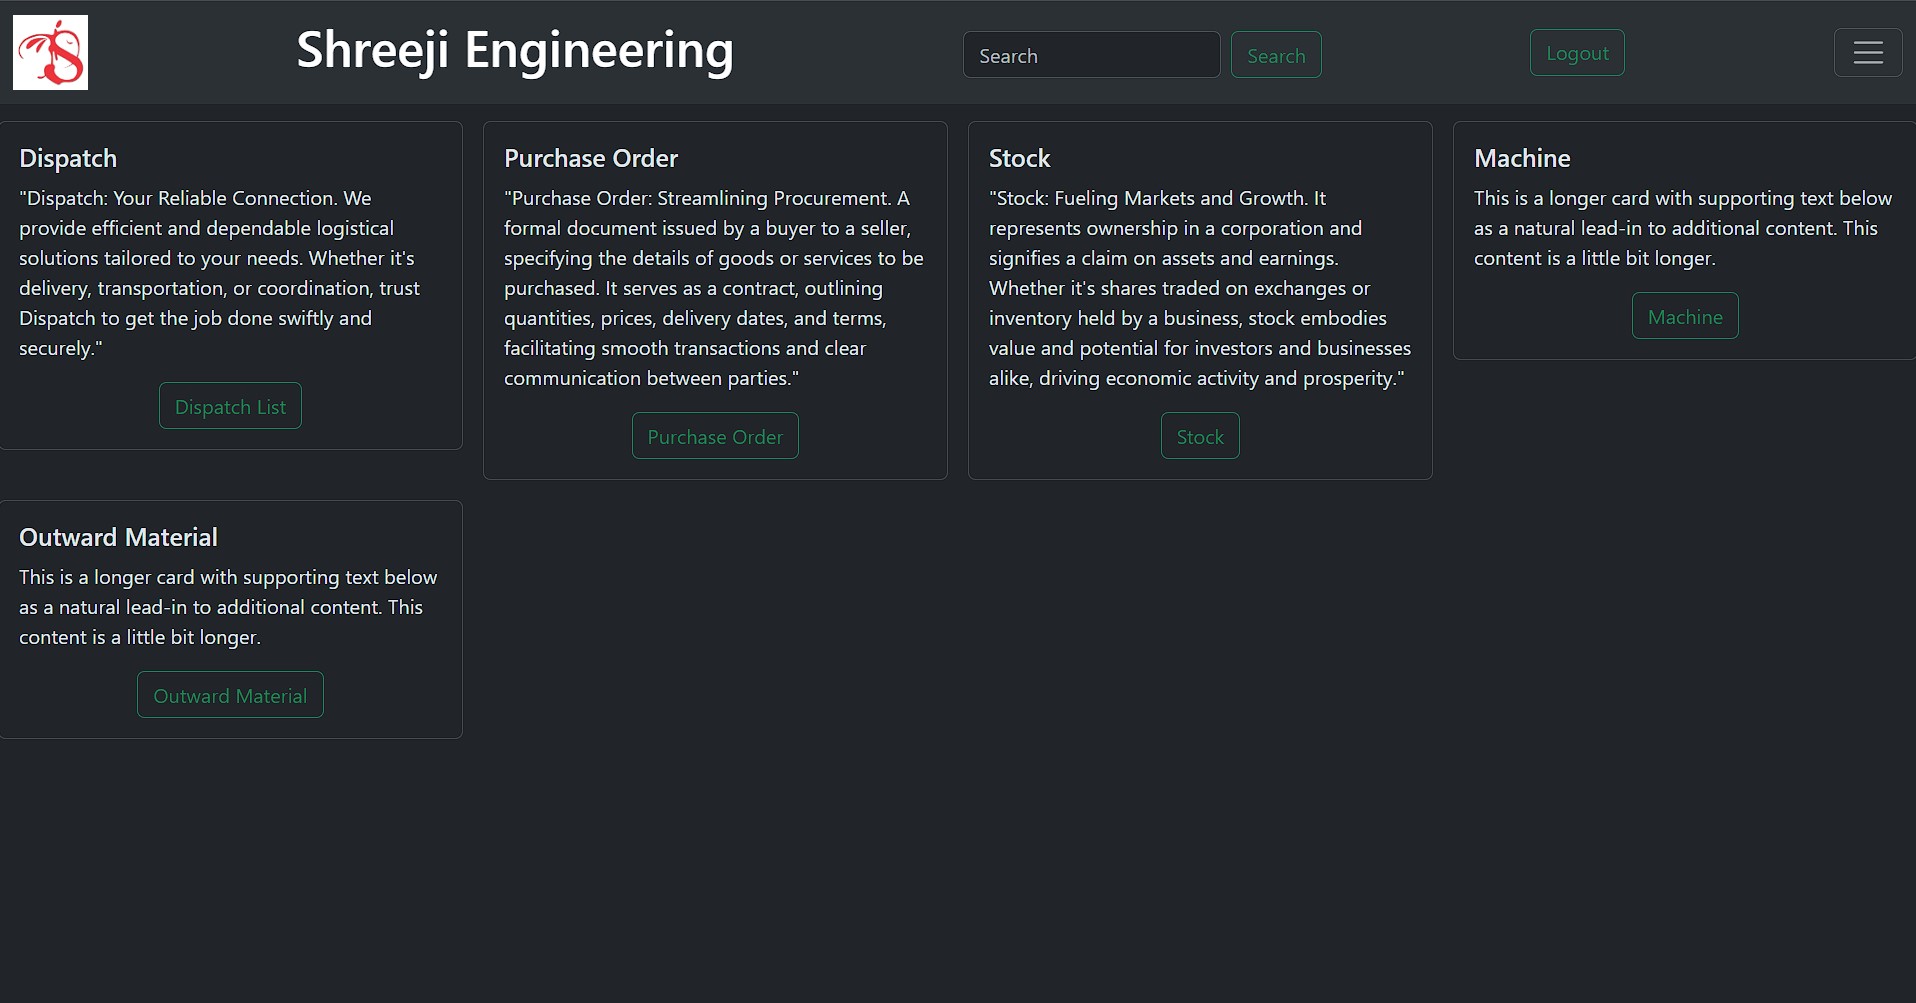 Shreeji Engineering
Search
Search
Logout
Dispatch
"Dispatch: Your Reliable Connection. We
provide efficient and dependable logistical
solutions tailored to your needs. Whether it's
delivery, transportation, or coordination, trust
Dispatch to get the job done swiftly and
securely."
Dispatch List
Purchase Order
"Purchase Order: Streamlining Procurement. A
formal document issued by a buyer to a seller,
specifying the details of goods or services to be
purchased. It serves as a contract, outlining
quantities, prices, delivery dates, and terms,
facilitating smooth transactions and clear
communication between parties."
Purchase Order
Stock
"Stock: Fueling Markets and Growth. It
represents ownership in a corporation and
signifies a claim on assets and earnings.
Whether it's shares traded on exchanges or
inventory held by a business, stock embodies
value and potential for investors and businesses
alike, driving economic activity and prosperity."
Stock
Machine
This is a longer card with supporting text below
as a natural lead-in to additional content. This
content is a little bit longer.
Machine
Outward Material
This is a longer card with supporting text below
as a natural lead-in to additional content. This
content is a little bit longer.
Outward Material